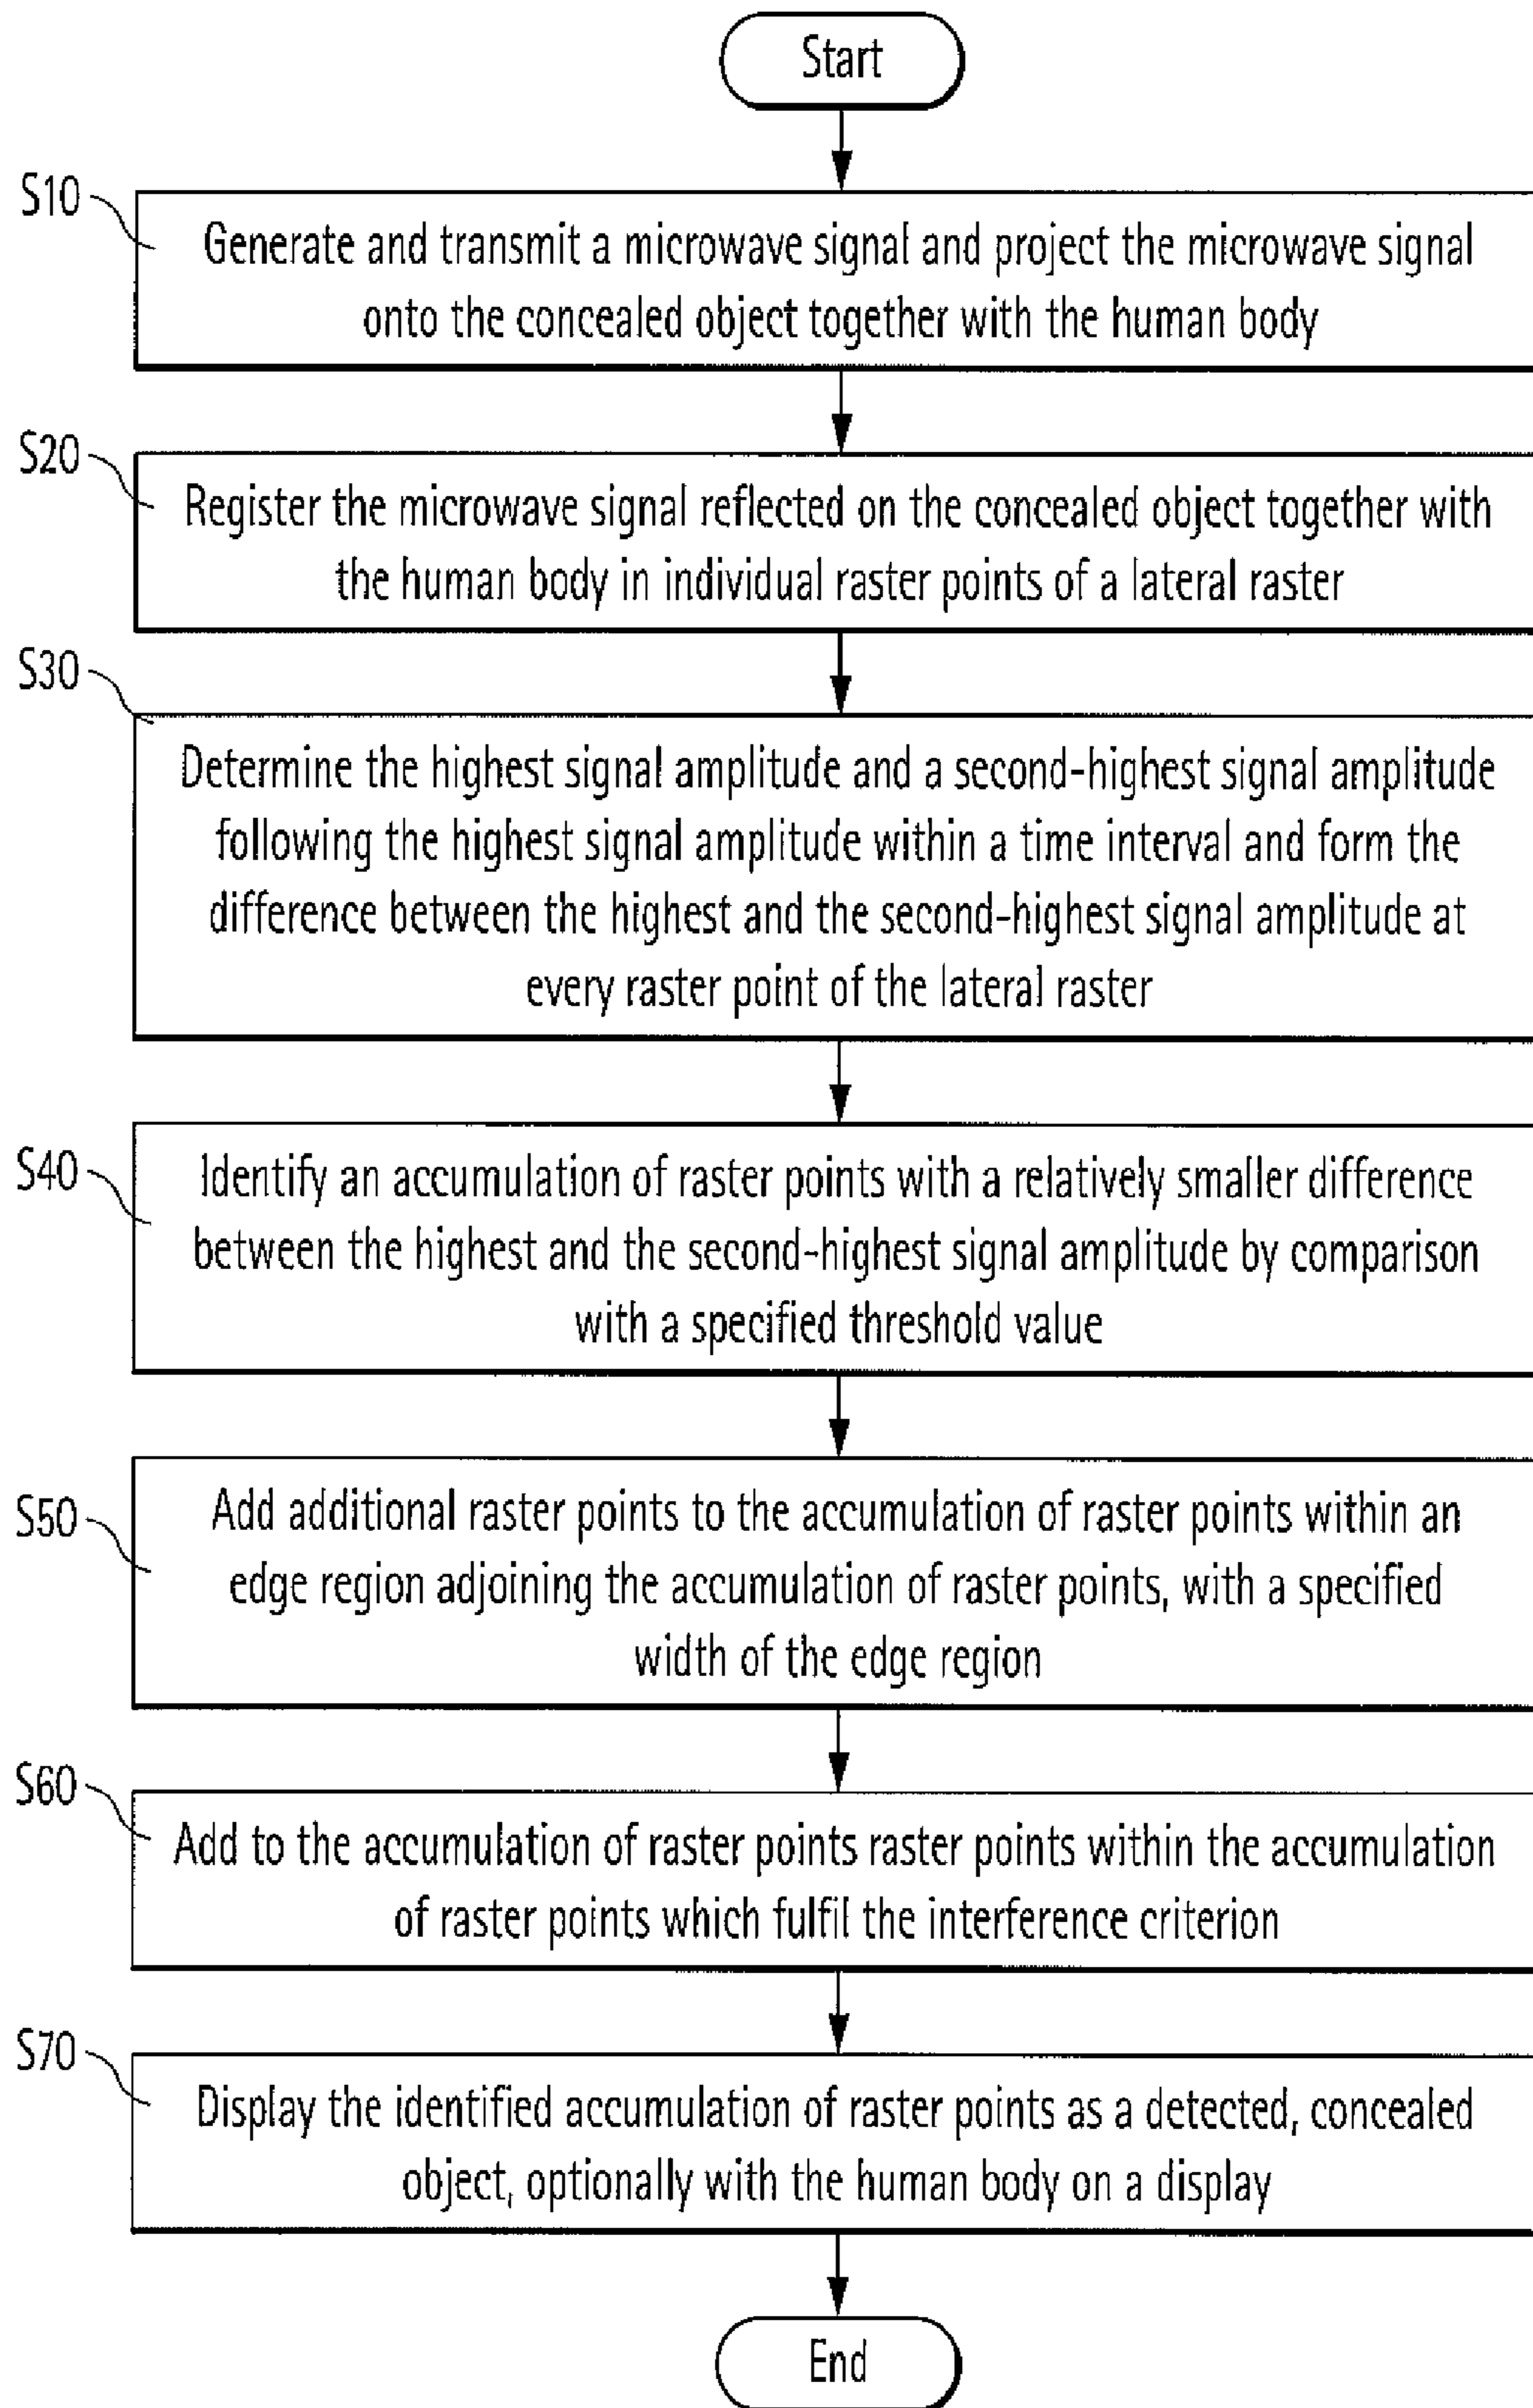 Start
S10
Generate and transmit a microwave signal and project the microwave signal
onto the concealed object together with the human body
S20
Register the microwave signal reflected on the concealed object together with
the human body in individual raster points of a lateral raster
S30
Determine the highest signal amplitude and a second-highest signal amplitude
following the highest signal amplitude within a time interval and form the
difference between the highest and the second-highest signal amplitude at
every raster point of the lateral raster
S40
Identify an accumulation of raster points with a relatively smaller difference
between the highest and the second-highest signal amplitude by comparison
with a specified threshold value
S50
Add additional raster points to the accumulation of raster points within an
edge region adjoining the accumulation of raster points, with a specified
width of the edge region
S60
Add to the accumulation of raster points raster points within the accumulation
of raster points which fulfil the interference criterion
S70
Display the identified accumulation of raster points as a detected, concealed
object, optionally with the human body on a display
End